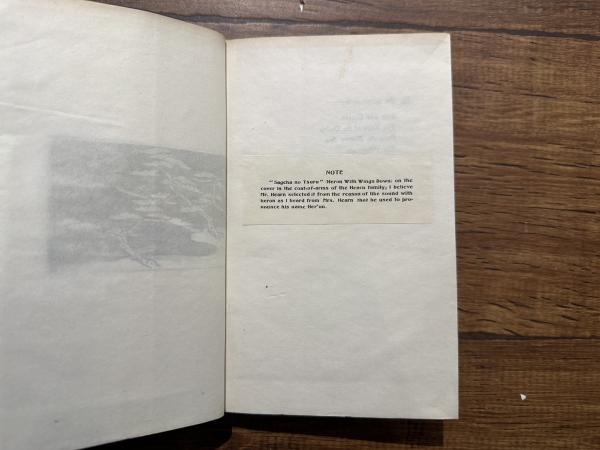 NOTE
"Sagcha no Tsuru" Heron With Wings Down: on the
cover is the coat-of-arms of the Hearn family; I believe
Mr. Hearn selected it from the reason of the sound with
heron as I heard from Mrs. Hearn that he used to pro-
nounce his name Her'un.